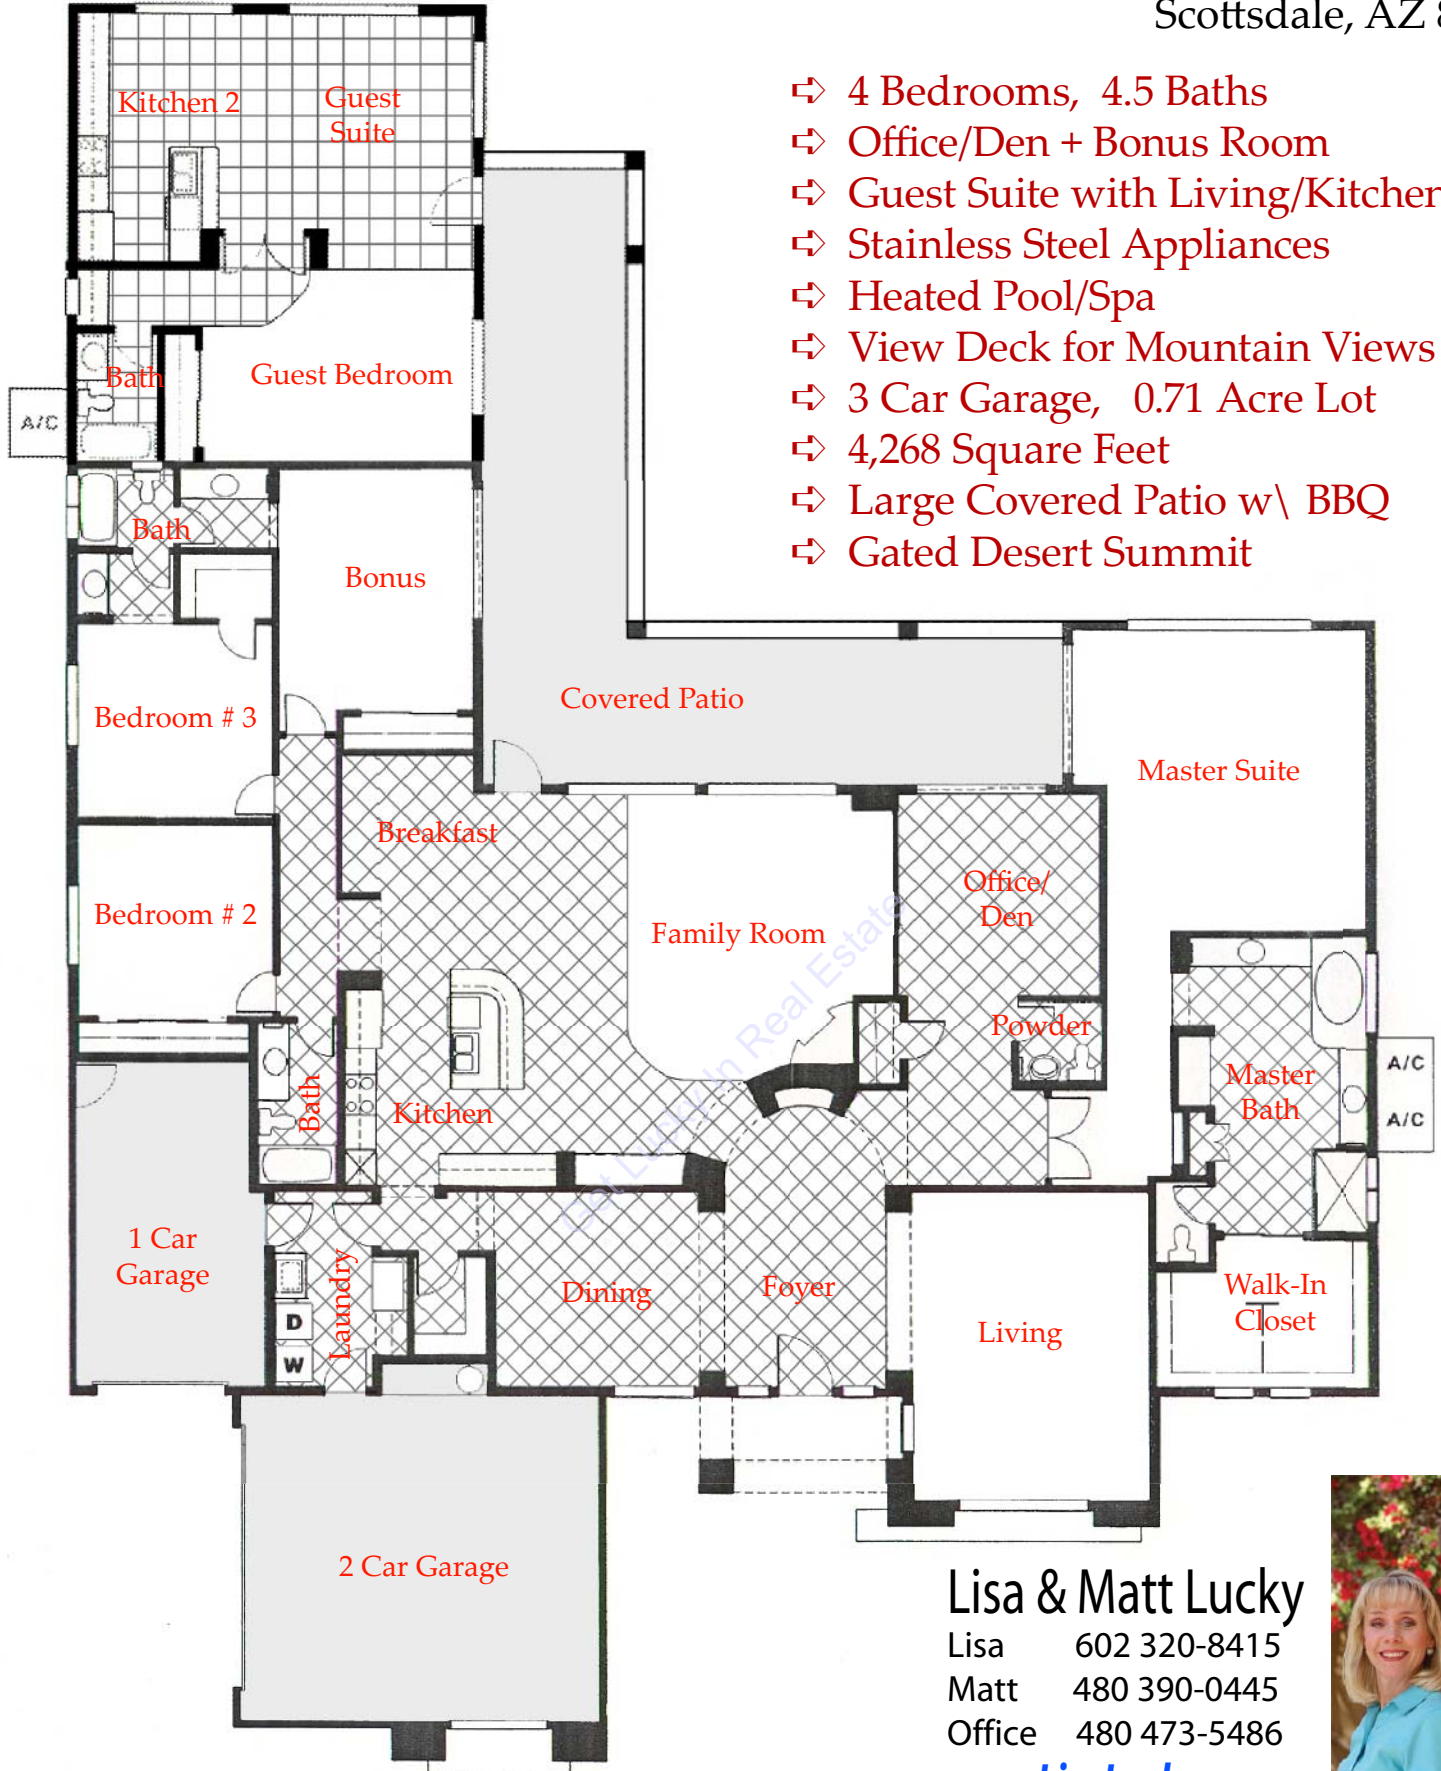 Scottsdale, AZ 8
➪ 4 Bedrooms, 4.5 Baths
➪ Office/Den + Bonus Room
➪ Guest Suite with Living/Kitchen
➪ Stainless Steel Appliances
➪ Heated Pool/Spa
➪ View Deck for Mountain Views
➪ 3 Car Garage, 0.71 Acre Lot
➪ 4,268 Square Feet
➪ Large Covered Patio w\ BBQ
➪ Gated Desert Summit
Kitchen 2
Guest
Suite
Guest Bedroom
Bath
A/C
Bath
Bonus
Bedroom # 3
Covered Patio
Master Suite
Breakfast
Bedroom # 2
Family Room
Office/
Den
Powder
Kitchen
Bath
Master
Bath
A/C
A/C
Get Lucky In Real Estate
1 Car
Garage
Laundry
D
W
Dining
Foyer
Living
Walk-In
Closet
2 Car Garage
Lisa & Matt Lucky
Lisa 602 320-8415
Matt 480 390-0445
Office 480 473-5486